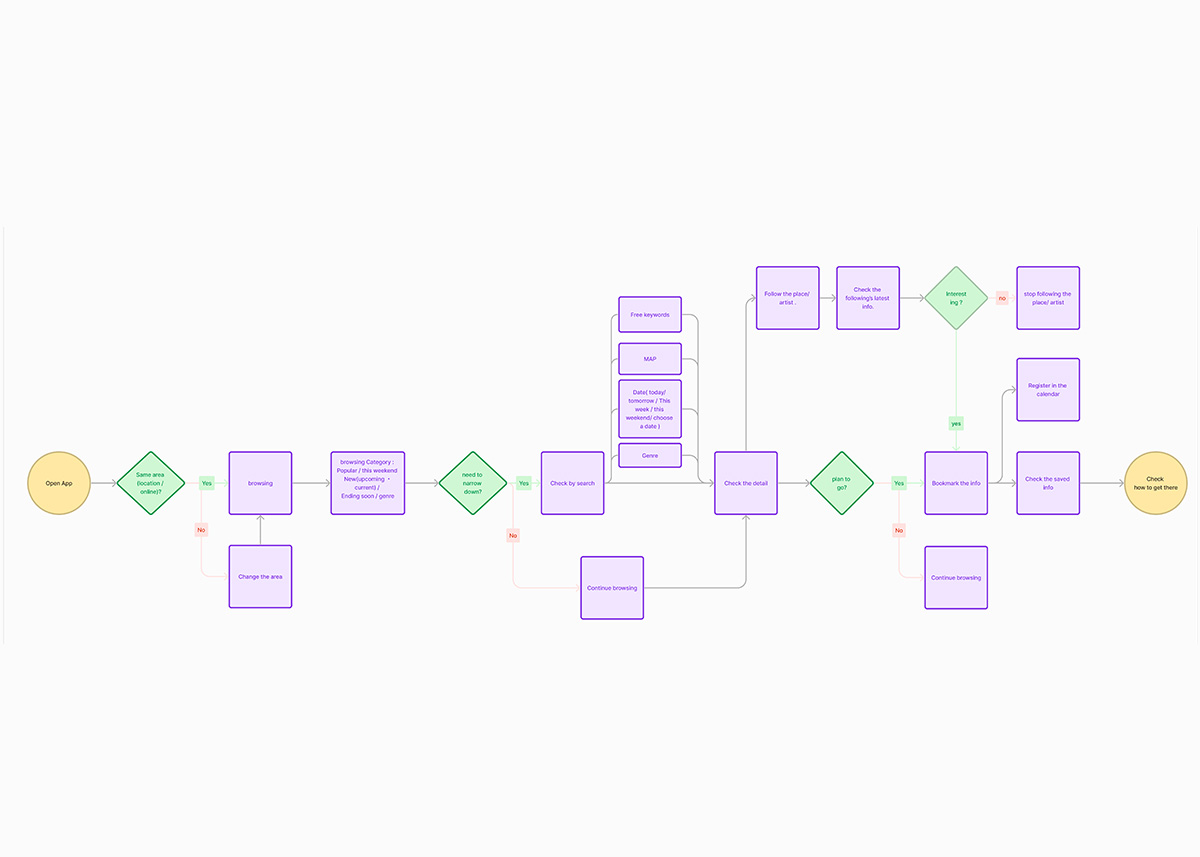 Open App
Same area
(location /
online)?
Yes
No
browsing
Change the area
browsing Category :
Popular / this weekend
New(upcoming ・
current) /
Ending soon / genre
need to
narrow
down?
Yes
No
Check by search
Continue browsing
Free keywords
MAP
Date( today/
tomorrow / This
week / this
weekend/ choose
a date )
Genre
Check the detail
Follow the place/
artist .
Check the
following's latest
info.
Interest
ing ?
no
stop following the
place/ artist
yes
plan to
go?
Yes
No
Bookmark the info
Continue browsing
Register in the
calendar
Check the saved
info
Check
how to get there